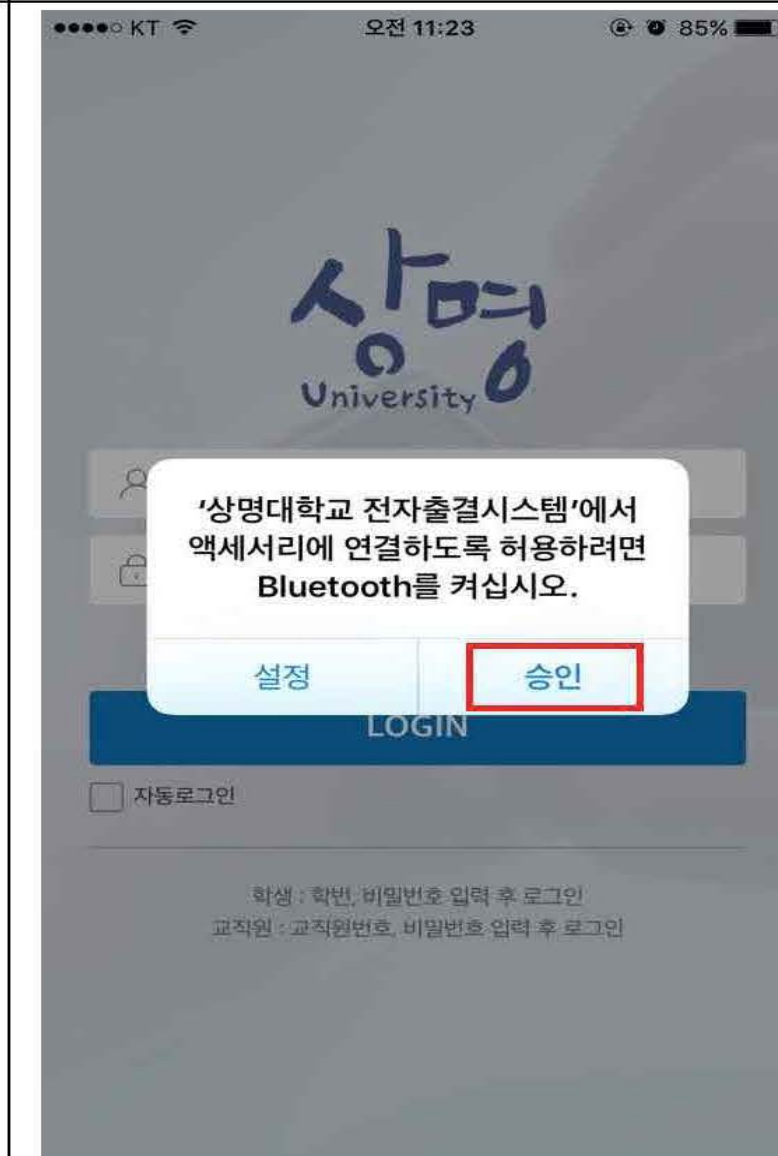 KT 오전 11:23 85%
상명
University
'상명대학교 전자출결시스템'에서
액세서리에 연결하도록 허용하려면
Bluetooth를 켜십시오.
설정 승인
LOGIN
자동로그인
학생 : 학번, 비밀번호 입력 후 로그인
교직원 : 교직원번호, 비밀번호 입력 후 로그인